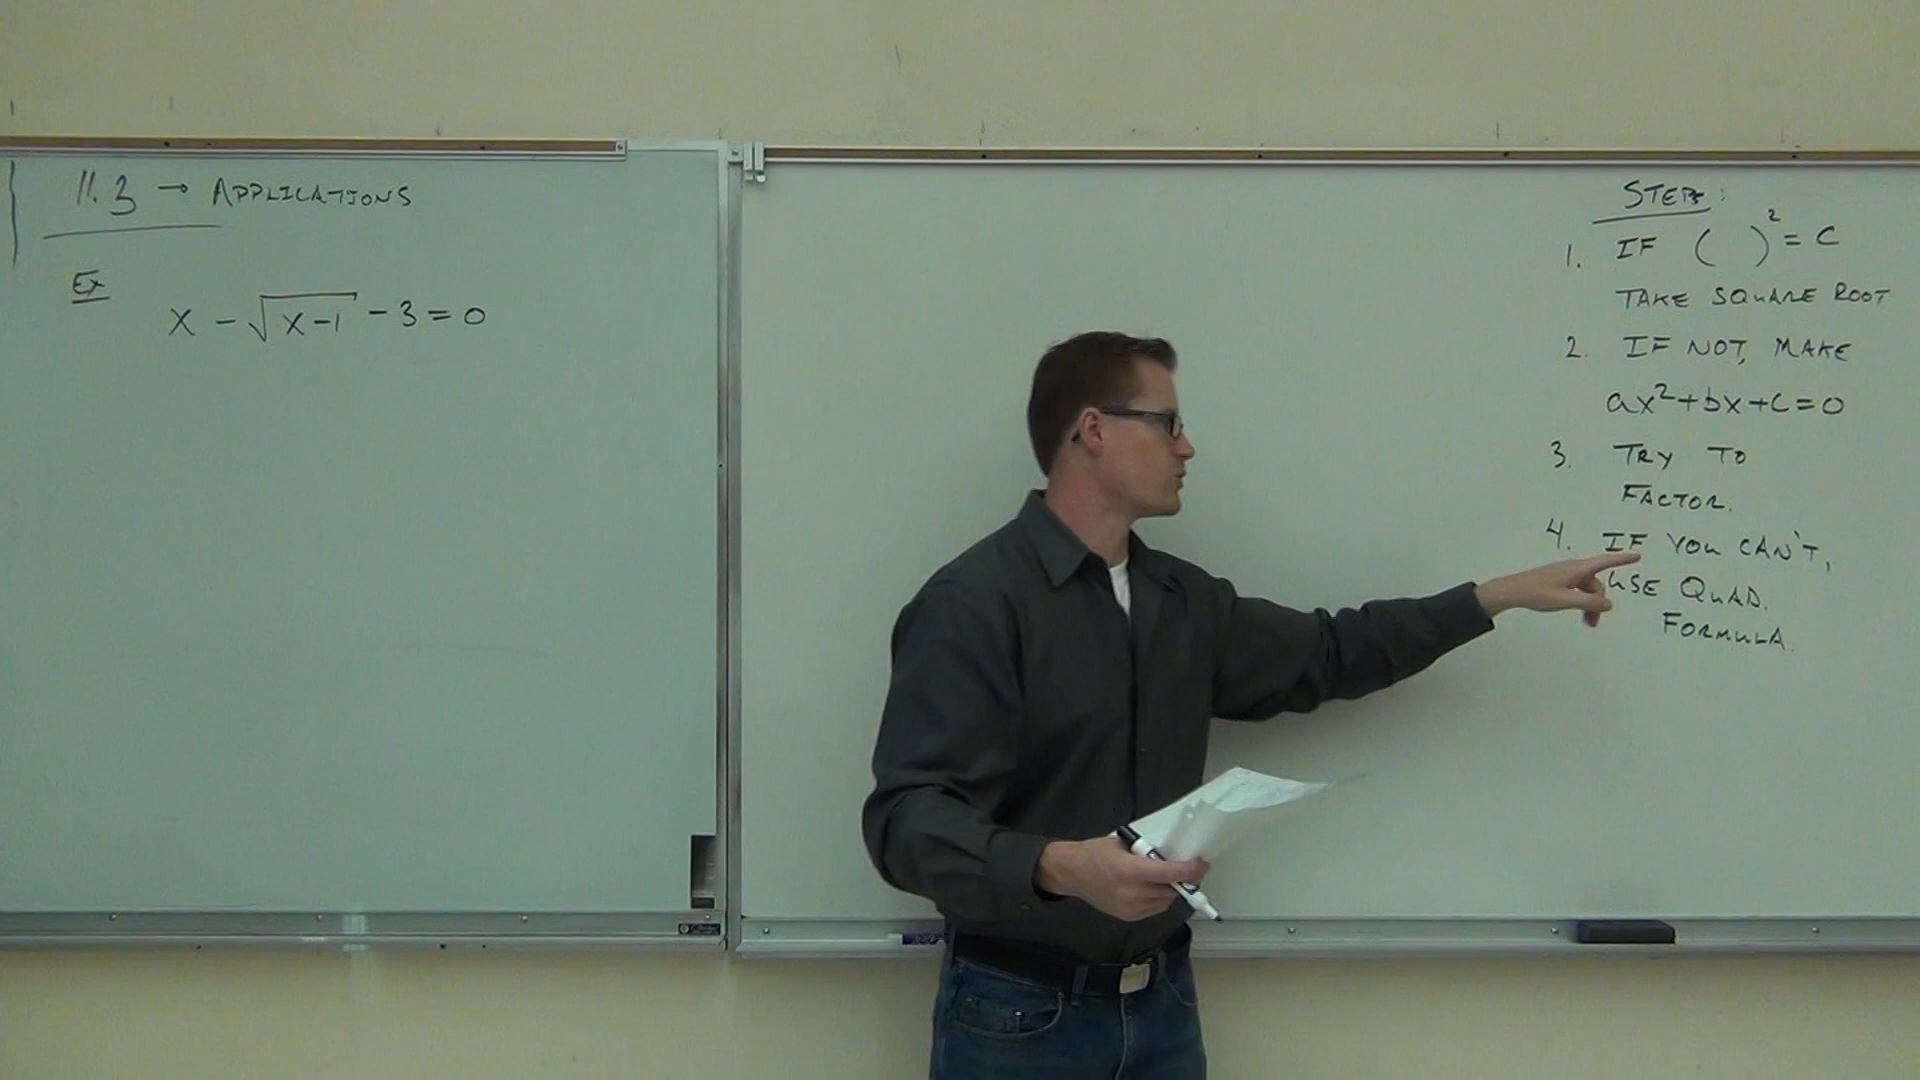 11.3 → APPLICATIONS
Ex
x - √(x-1) - 3 = 0
STEPS:
1. IF ( )² = C
TAKE SQUARE ROOT
2. IF NOT, MAKE
ax²+bx+c=0
3. TRY TO
FACTOR.
4. IF YOU CAN'T,
USE QUAD.
FORMULA.